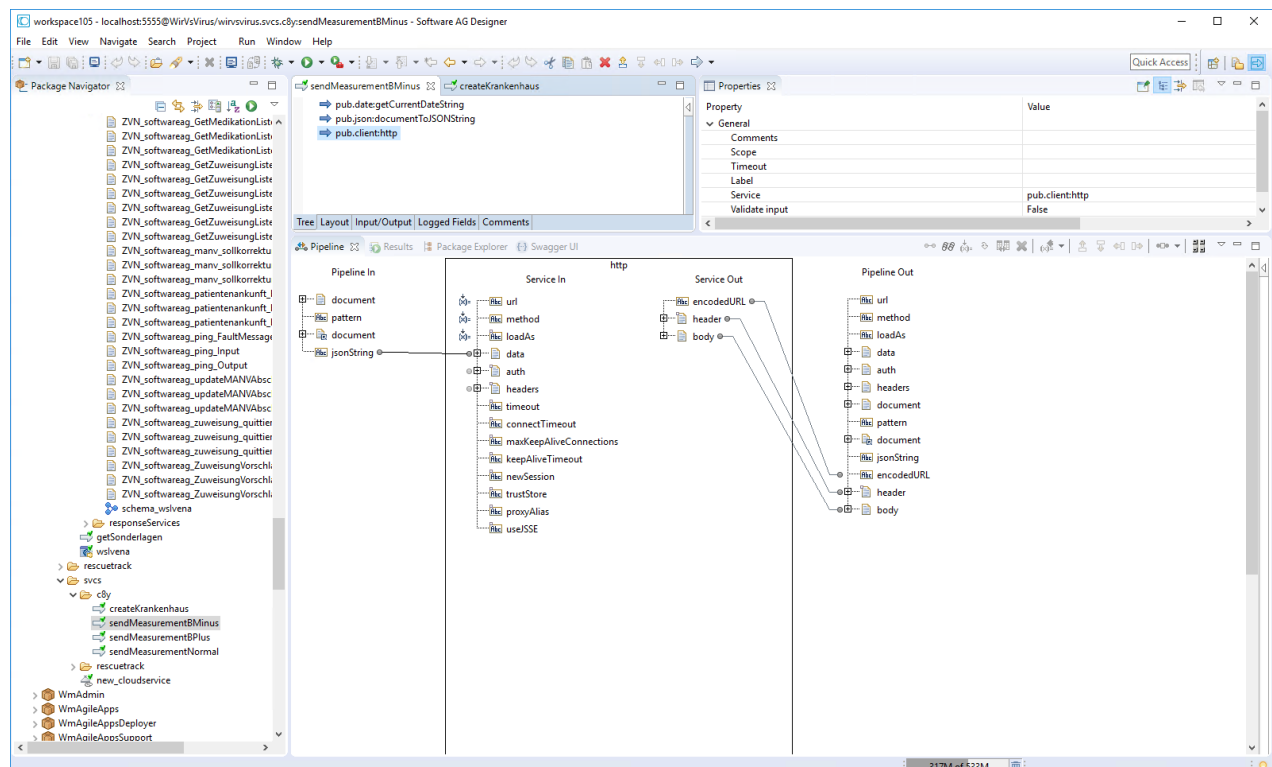 workspace105 - localhost:5555@WirVsVirus/wirvsvirus.svcs.c8y:sendMeasurementBMinus - Software AG Designer
File Edit View Navigate Search Project Run Window Help
Quick Access
Package Navigator
ZVN_softwareag_GetMedikationListe
ZVN_softwareag_GetMedikationListe
ZVN_softwareag_GetMedikationListe
ZVN_softwareag_GetZuweisungListe
ZVN_softwareag_GetZuweisungListe
ZVN_softwareag_GetZuweisungListe
ZVN_softwareag_GetZuweisungListe
ZVN_softwareag_GetZuweisungListe
ZVN_softwareag_GetZuweisungListe
ZVN_softwareag_manv_sollkorrektu
ZVN_softwareag_manv_sollkorrektu
ZVN_softwareag_manv_sollkorrektu
ZVN_softwareag_patientenankunft_
ZVN_softwareag_patientenankunft_
ZVN_softwareag_patientenankunft_
ZVN_softwareag_ping_FaultMessage
ZVN_softwareag_ping_Input
ZVN_softwareag_ping_Output
ZVN_softwareag_updateMANVAbsc
ZVN_softwareag_updateMANVAbsc
ZVN_softwareag_updateMANVAbsc
ZVN_softwareag_zuweisung_quittier
ZVN_softwareag_zuweisung_quittier
ZVN_softwareag_zuweisung_quittier
ZVN_softwareag_ZuweisungVorschl
ZVN_softwareag_ZuweisungVorschl
ZVN_softwareag_ZuweisungVorschl
schema_wslvena
responseServices
getSonderlagen
wslvena
rescuetrack
svcs
c8y
createKrankenhaus
sendMeasurementBMinus
sendMeasurementBPlus
sendMeasurementNormal
rescuetrack
new_cloudservice
WmAdmin
WmAgileApps
WmAgileAppsDeployer
WmAgileAppsSupport
sendMeasurementBMinus createKrankenhaus
pub.date:getCurrentDateString
pub.json:documentToJSONString
pub.client:http
Tree Layout Input/Output Logged Fields Comments
Properties
Property Value
General
Comments
Scope
Timeout
Label
Service pub.client:http
Validate input False
Pipeline Results Package Explorer Swagger UI
Pipeline In
document
pattern
document
jsonString
http
Service In
url
method
loadAs
data
auth
headers
timeout
connectTimeout
maxKeepAliveConnections
keepAliveTimeout
newSession
trustStore
proxyAlias
useJSSE
Service Out
encodedURL
header
body
Pipeline Out
url
method
loadAs
data
auth
headers
document
pattern
document
jsonString
encodedURL
header
body
317M of 533M